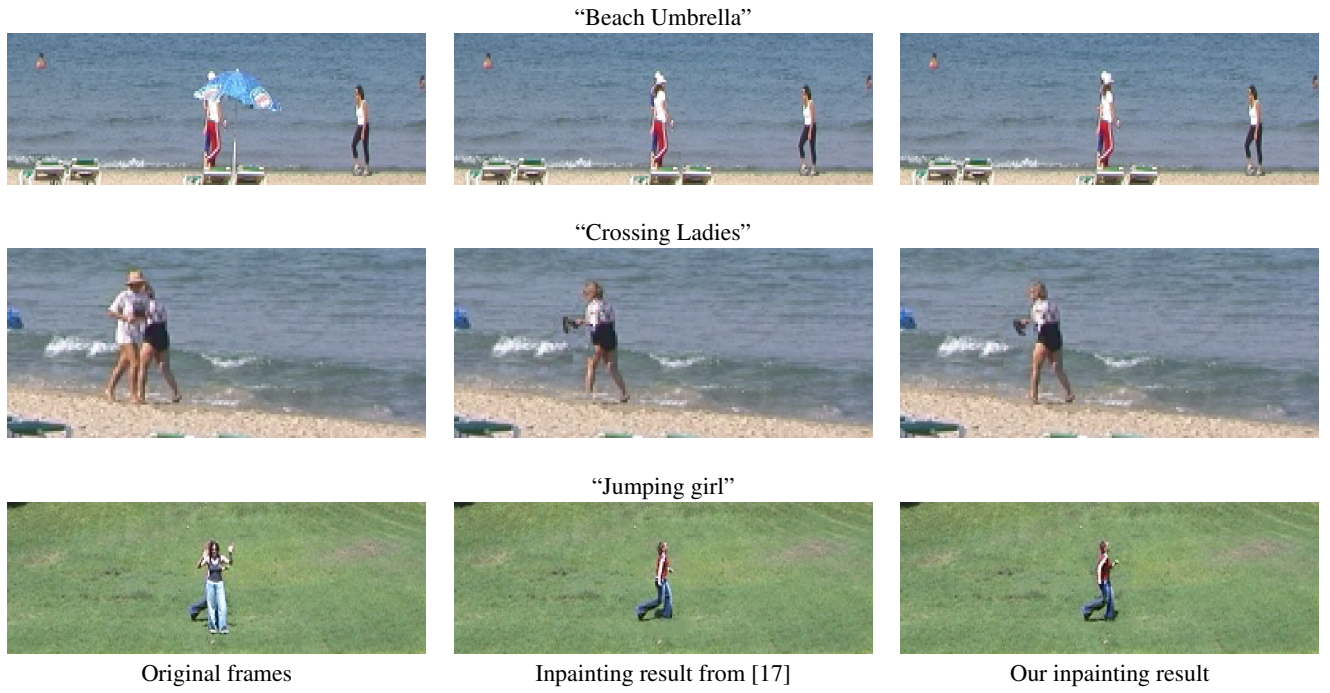 “Beach Umbrella”
“Crossing Ladies”
“Jumping girl”
Original frames
Inpainting result from [17]
Our inpainting result